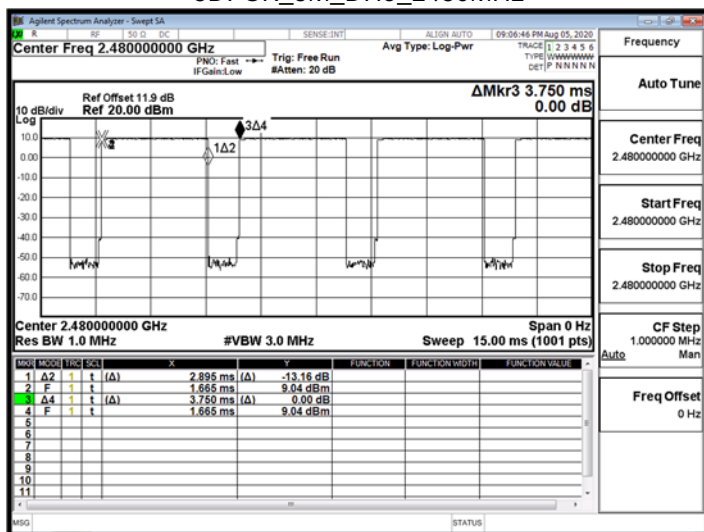 Agilent Spectrum Analyzer - Swept SA
R RF 50 Ω DC SENSE:INT ALIGN AUTO 09:06:46 PM Aug 05, 2020
Center Freq 2.480000000 GHz
PNO: Fast
IFGain:Low
Trig: Free Run
#Atten: 20 dB
Avg Type: Log-Pwr
TRACE 1 2 3 4 5 6
TYPE WWWWWW
DET P N N N N N
Frequency
Ref Offset 11.9 dB
10 dB/div Ref 20.00 dBm
ΔMkr3 3.750 ms
0.00 dB
Log
10.0
0.00
-10.0
-20.0
-30.0
-40.0
-50.0
-60.0
-70.0
3Δ4
1Δ2
Center 2.480000000 GHz Span 0 Hz
Res BW 1.0 MHz #VBW 3.0 MHz Sweep 15.00 ms (1001 pts)
MKR MODE TRC SCL X Y FUNCTION FUNCTION WIDTH FUNCTION VALUE
1 Δ2 1 t (Δ) 2.895 ms (Δ) -13.16 dB
2 F 1 t 1.665 ms 9.04 dBm
3 Δ4 1 t (Δ) 3.750 ms (Δ) 0.00 dB
4 F 1 t 1.665 ms 9.04 dBm
5
6
7
8
9
10
11
MSG STATUS
Auto Tune
Center Freq
2.480000000 GHz
Start Freq
2.480000000 GHz
Stop Freq
2.480000000 GHz
CF Step
1.000000 MHz
Auto Man
Freq Offset
0 Hz